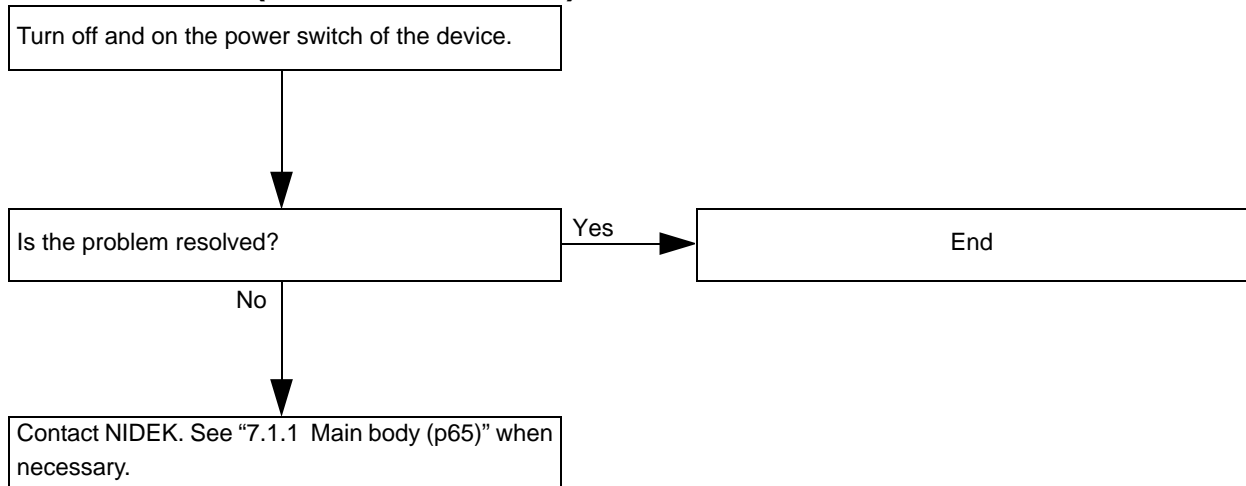 Turn off and on the power switch of the device.
Is the problem resolved?
Yes
End
No
Contact NIDEK. See “7.1.1 Main body (p65)” when
necessary.